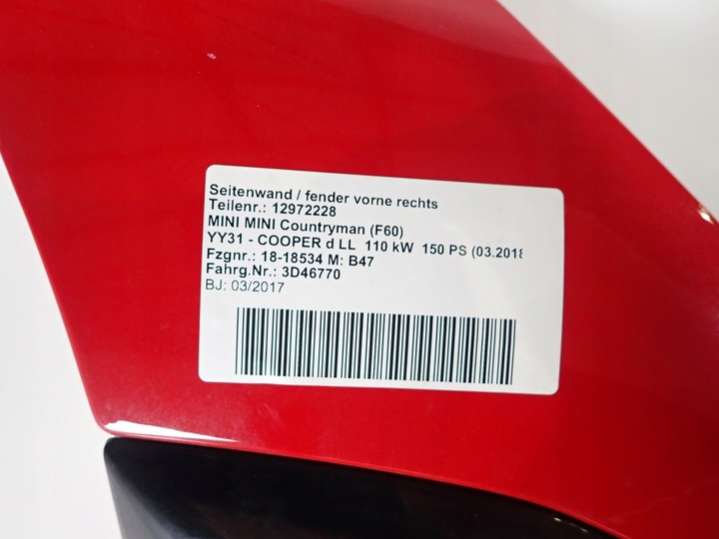 Seitenwand / fender vorne rechts
Teilenr.: 12972228
MINI MINI Countryman (F60)
YY31 - COOPER d LL 110 kW 150 PS (03.2018
Fzgnr.: 18-18534 M: B47
Fahrg.Nr.: 3D46770
BJ: 03/2017